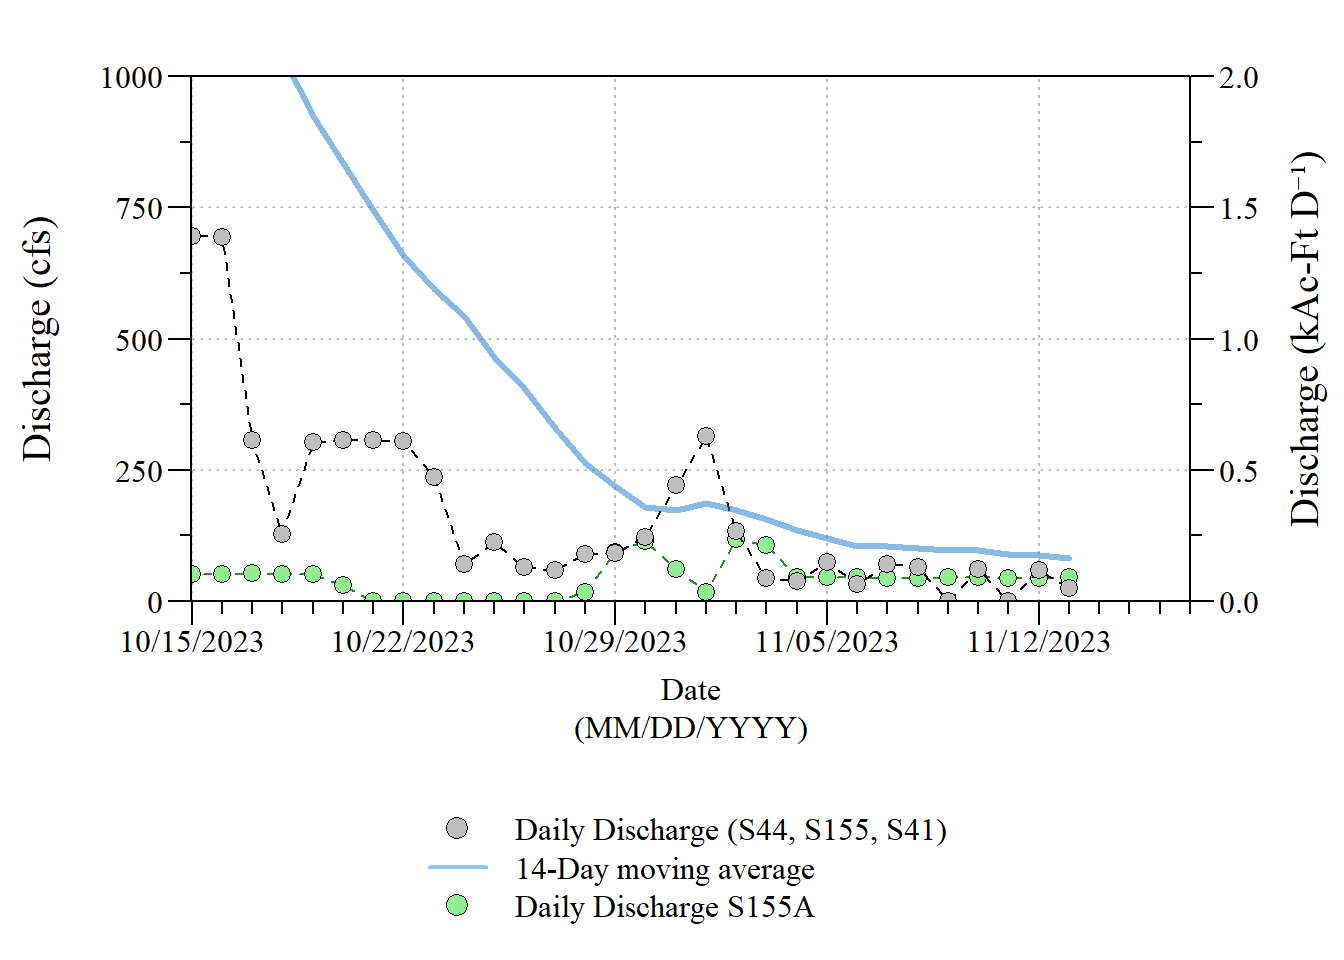 1000
750
500
250
0
Discharge (cfs)
2.0
1.5
1.0
0.5
0.0
Discharge (kAc-Ft D⁻¹)
10/15/2023
10/22/2023
10/29/2023
11/05/2023
11/12/2023
Date
(MM/DD/YYYY)
Daily Discharge (S44, S155, S41)
14-Day moving average
Daily Discharge S155A